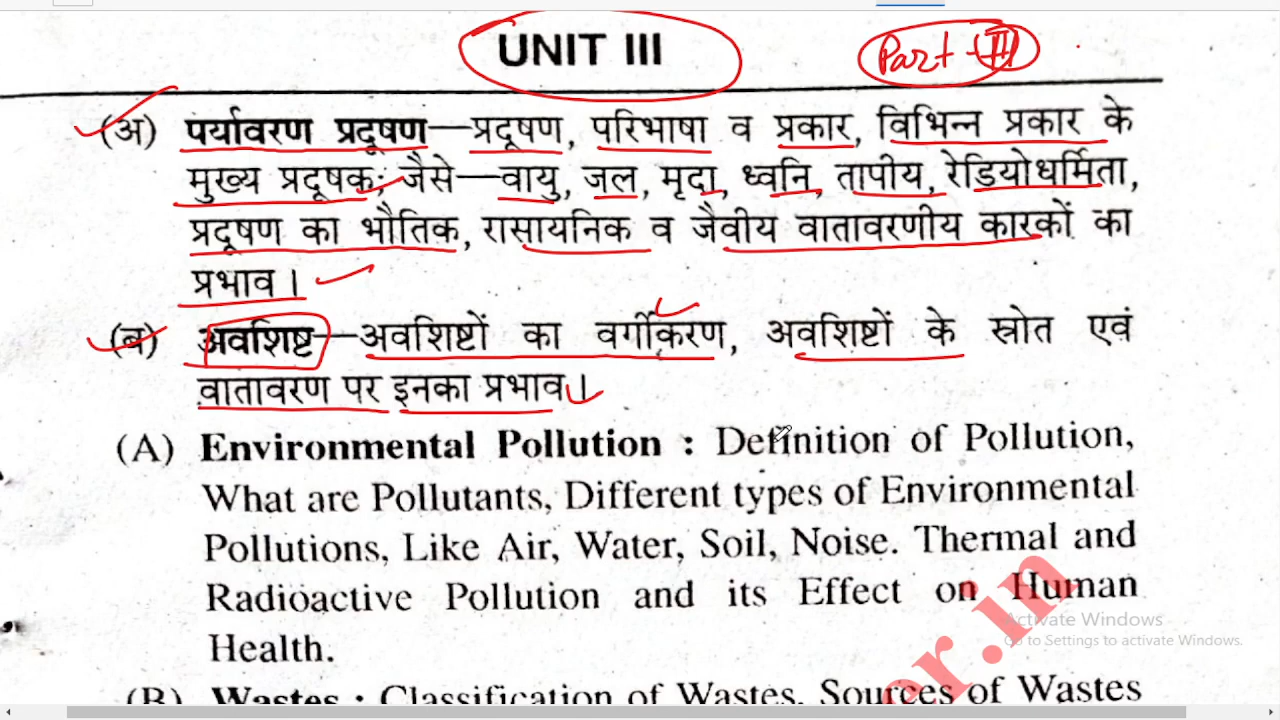 UNIT III
Part-III
(अ) पर्यावरण प्रदूषण—प्रदूषण, परिभाषा व प्रकार, विभिन्न प्रकार के
मुख्य प्रदूषक; जैसे—वायु, जल, मृदा, ध्वनि, तापीय, रेडियोधर्मिता,
प्रदूषण का भौतिक, रासायनिक व जैवीय वातावरणीय कारकों का
प्रभाव।
(ब) अवशिष्ट—अवशिष्टों का वर्गीकरण, अवशिष्टों के स्रोत एवं
वातावरण पर इनका प्रभाव।
(A) Environmental Pollution : Definition of Pollution,
What are Pollutants, Different types of Environmental
Pollutions, Like Air, Water, Soil, Noise. Thermal and
Radioactive Pollution and its Effect on Human
Health.
(B) Wastes : Classification of Wastes, Sources of Wastes
er.in
Activate Windows
Go to Settings to activate Windows.